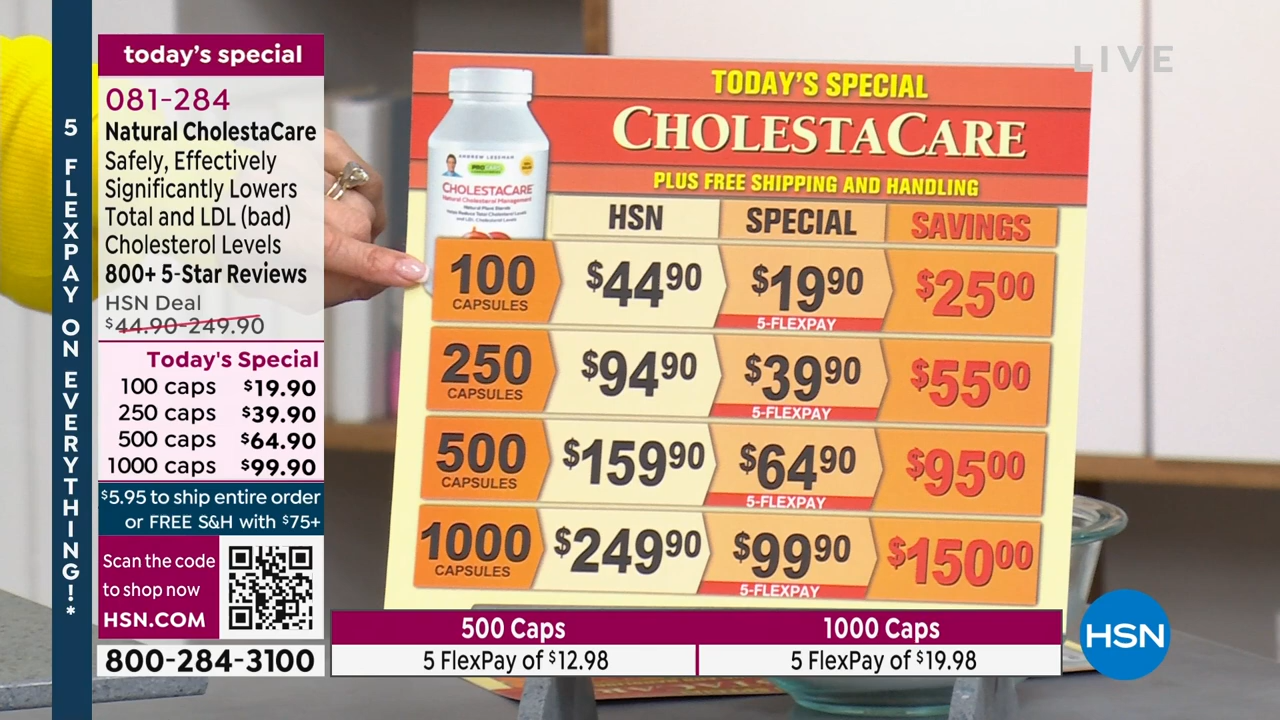 5 FLEXPAY ON EVERYTHING!*
today's special
081-284
Natural CholestaCare
Safely, Effectively
Significantly Lowers
Total and LDL (bad)
Cholesterol Levels
800+ 5-Star Reviews
HSN Deal
$44.90-249.90
Today's Special
100 caps $19.90
250 caps $39.90
500 caps $64.90
1000 caps $99.90
$5.95 to ship entire order
or FREE S&H with $75+
Scan the code
to shop now
HSN.COM
800-284-3100
LIVE
TODAY'S SPECIAL
CHOLESTACARE
PLUS FREE SHIPPING AND HANDLING
ANDREW LESSMAN
PROCAPS
CHOLESTACARE
Natural Cholesterol Management
HSN SPECIAL SAVINGS
100 CAPSULES $44.90 $19.90 5-FLEXPAY $25.00
250 CAPSULES $94.90 $39.90 5-FLEXPAY $55.00
500 CAPSULES $159.90 $64.90 5-FLEXPAY $95.00
1000 CAPSULES $249.90 $99.90 5-FLEXPAY $150.00
500 Caps 1000 Caps
5 FlexPay of $12.98 5 FlexPay of $19.98
HSN